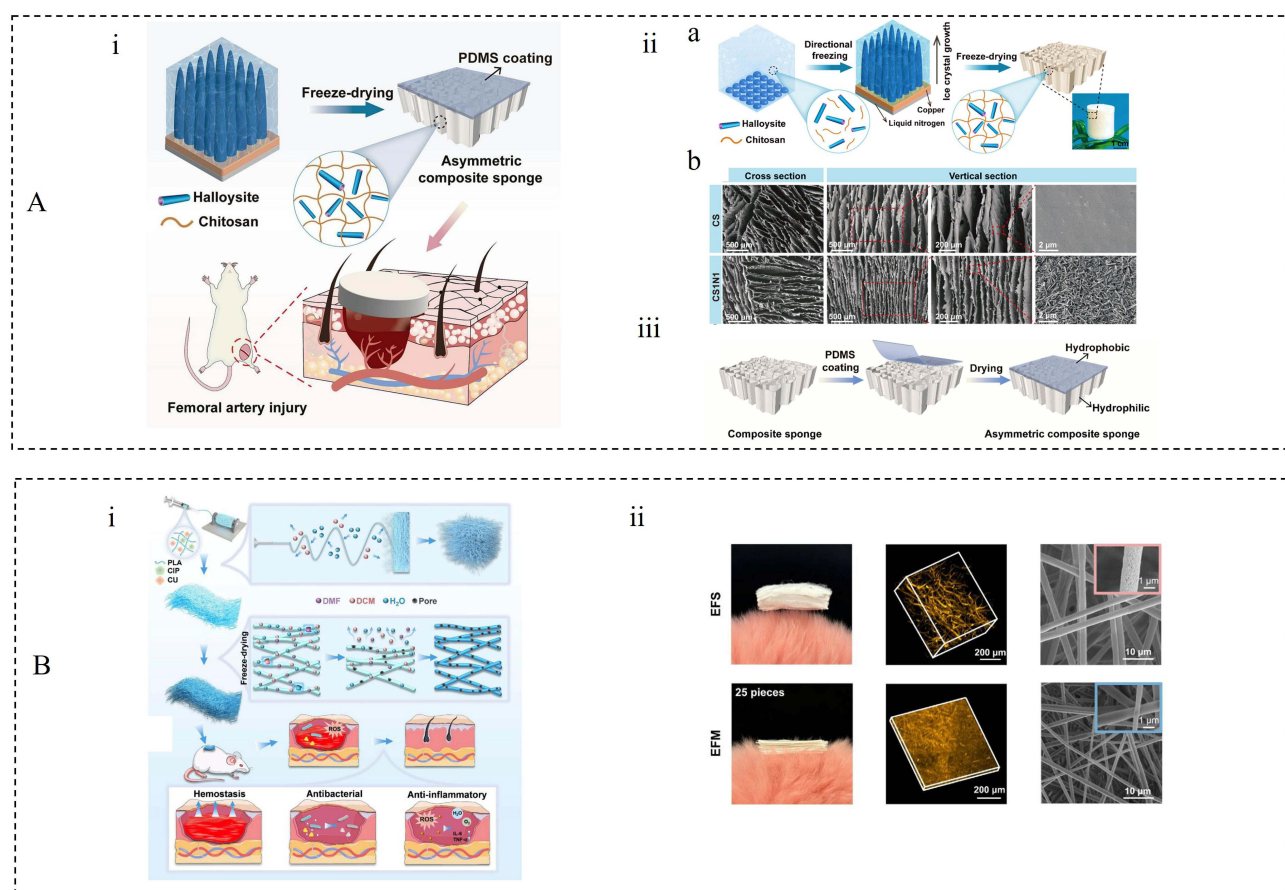 A
i
PDMS coating
Freeze-drying
Asymmetric
composite sponge
Halloysite
Chitosan
Femoral artery injury
ii
a
Directional
freezing
Ice crystal growth
Freeze-drying
Copper
Liquid nitrogen
Halloysite
Chitosan
1 cm
b
Cross section
Vertical section
CS
500 μm
500 μm
200 μm
2 μm
CS1N1
500 μm
500 μm
200 μm
2 μm
iii
PDMS
coating
Drying
Hydrophobic
Hydrophilic
Composite sponge
Asymmetric composite sponge
B
i
PLA
CIP
CU
DMF
DCM
H₂O
Pore
Freeze-drying
ROS
Hemostasis
Antibacterial
Anti-inflammatory
ROS
H₂O
O₂
IL-6
TNF-α
ii
EFS
200 μm
1 μm
10 μm
EFM
25 pieces
200 μm
1 μm
10 μm